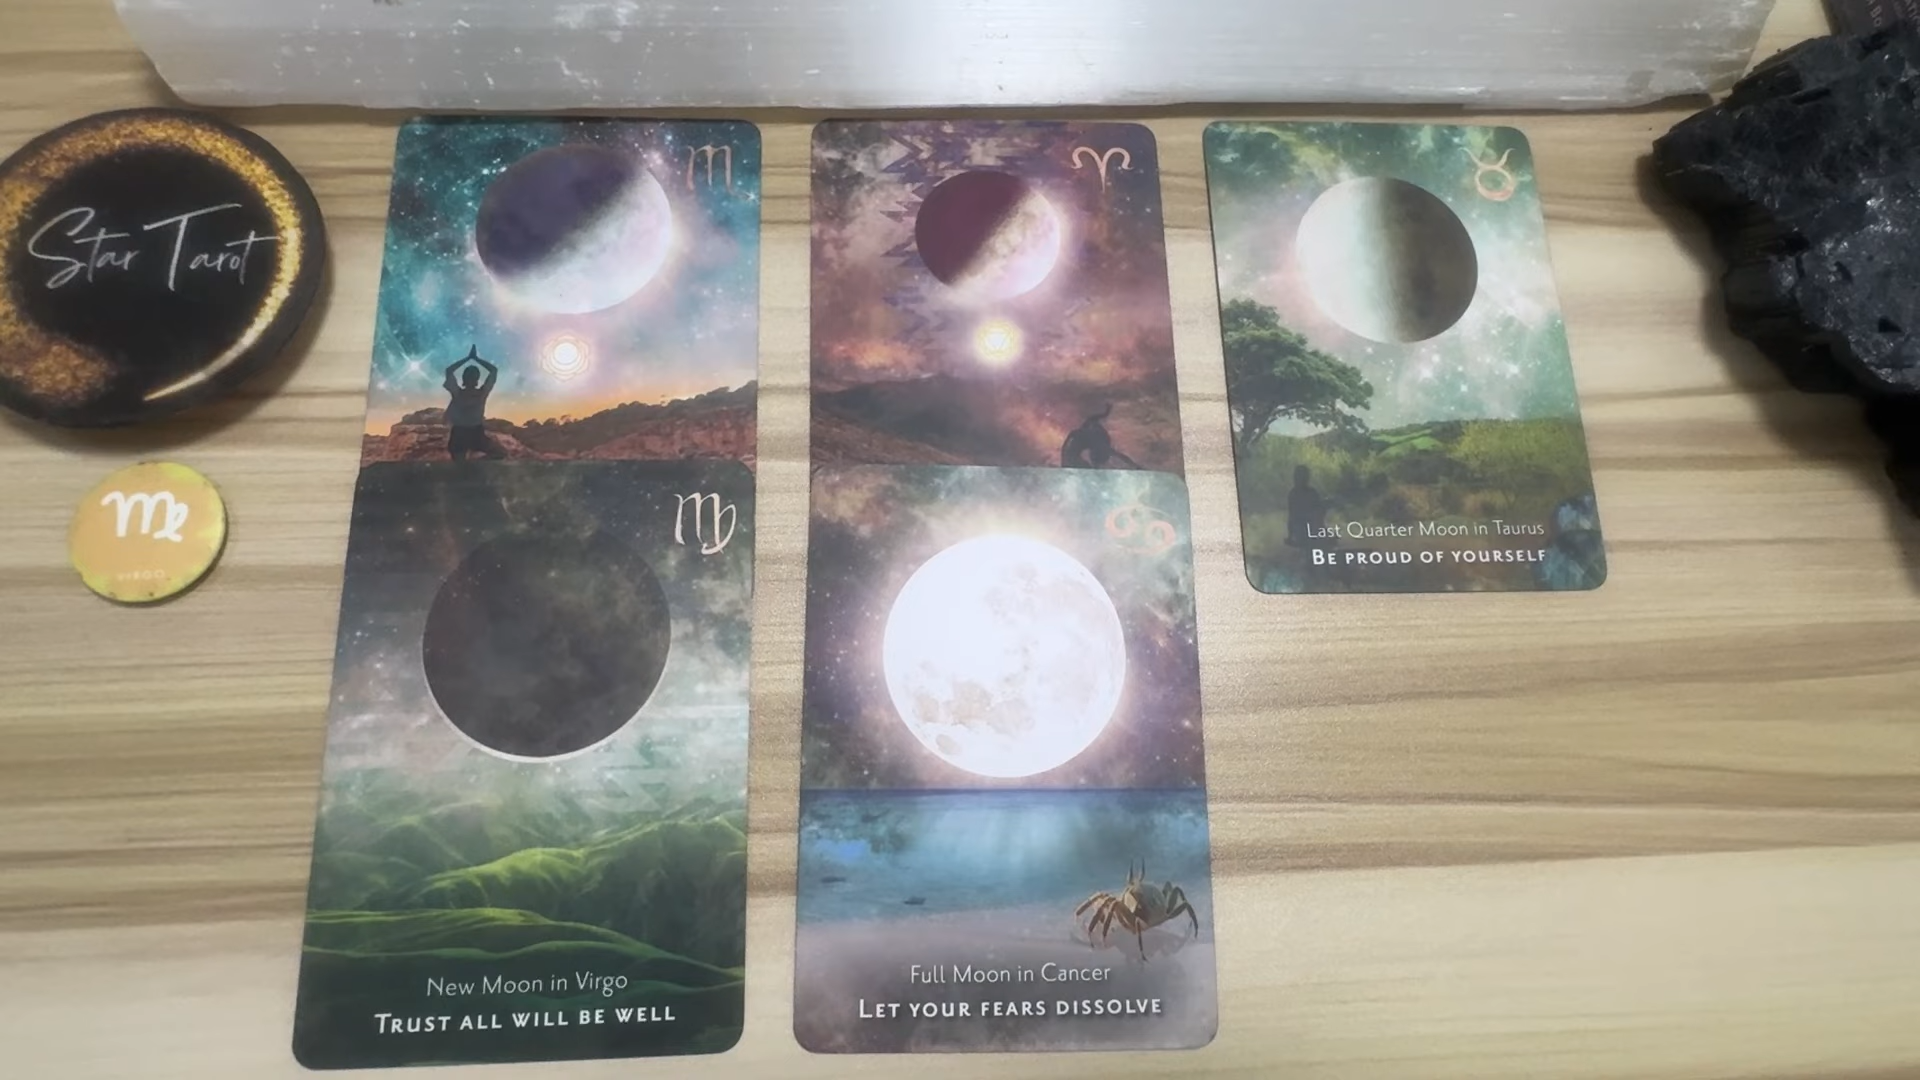 Star Tarot
VIRGO
New Moon in Virgo
TRUST ALL WILL BE WELL
Full Moon in Cancer
LET YOUR FEARS DISSOLVE
Last Quarter Moon in Taurus
BE PROUD OF YOURSELF